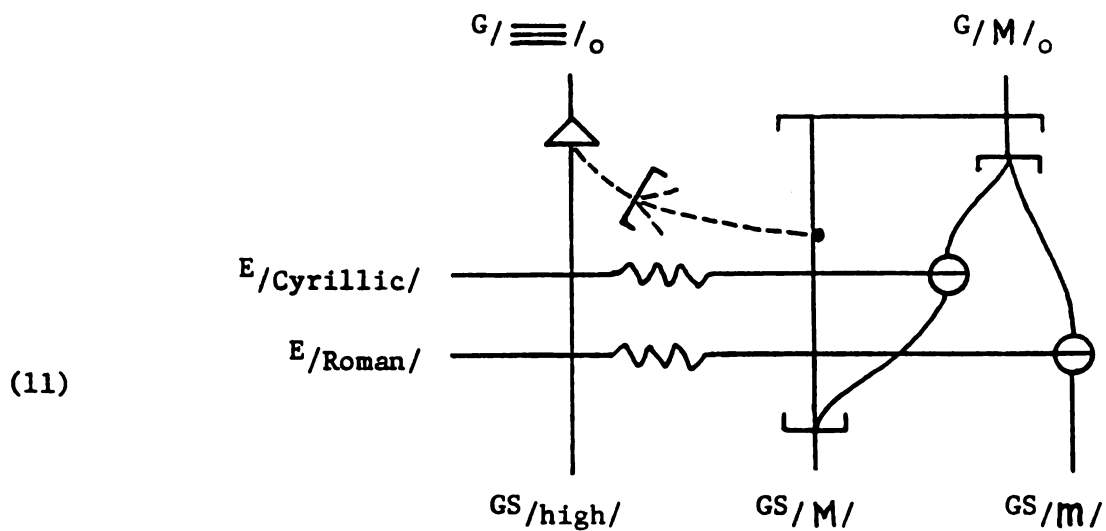 G/≡/o G/M/o
E/Cyrillic/
E/Roman/
(11)
GS/high/ GS/M/ GS/m/